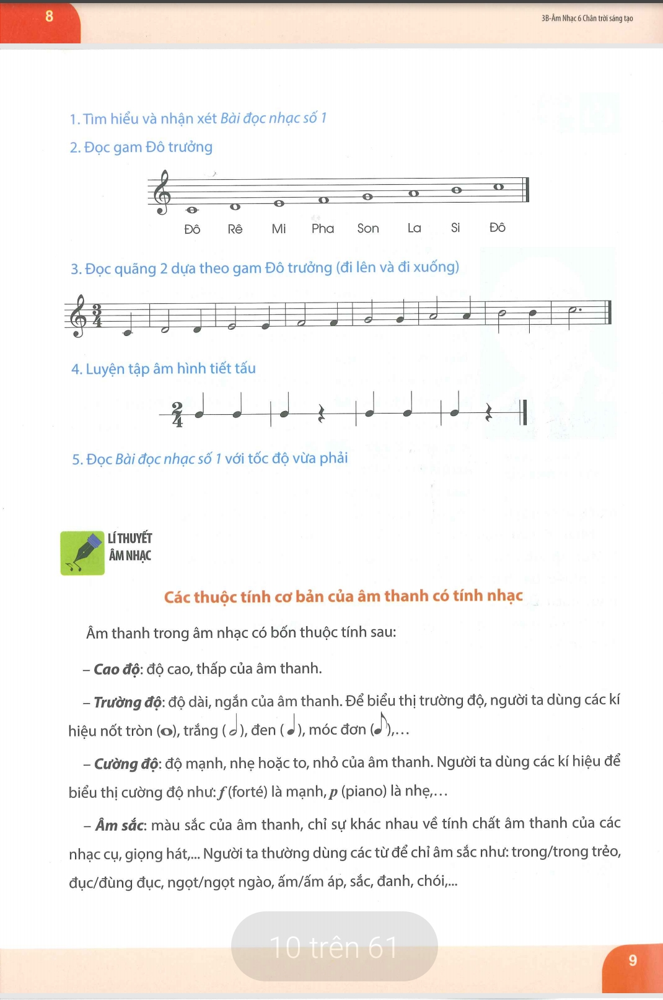 8
3B-Âm Nhạc 6 Chân trời sáng tạo
1. Tìm hiểu và nhận xét Bài đọc nhạc số 1
2. Đọc gam Đô trưởng
Đô Rê Mi Pha Son La Si Đô
3. Đọc quãng 2 dựa theo gam Đô trưởng (đi lên và đi xuống)
3
4
4. Luyện tập âm hình tiết tấu
2
4
5. Đọc Bài đọc nhạc số 1 với tốc độ vừa phải
LÍ THUYẾT
ÂM NHẠC
Các thuộc tính cơ bản của âm thanh có tính nhạc
Âm thanh trong âm nhạc có bốn thuộc tính sau:
– Cao độ: độ cao, thấp của âm thanh.
– Trường độ: độ dài, ngắn của âm thanh. Để biểu thị trường độ, người ta dùng các kí
hiệu nốt tròn (𝅝), trắng (𝅗𝅥), đen (♩), móc đơn (♪),...
– Cường độ: độ mạnh, nhẹ hoặc to, nhỏ của âm thanh. Người ta dùng các kí hiệu để
biểu thị cường độ như: f (forté) là mạnh, p (piano) là nhẹ,...
– Âm sắc: màu sắc của âm thanh, chỉ sự khác nhau về tính chất âm thanh của các
nhạc cụ, giọng hát,... Người ta thường dùng các từ để chỉ âm sắc như: trong/trong trẻo,
đục/đùng đục, ngọt/ngọt ngào, ấm/ấm áp, sắc, đanh, chói,...
10 trên 61
9